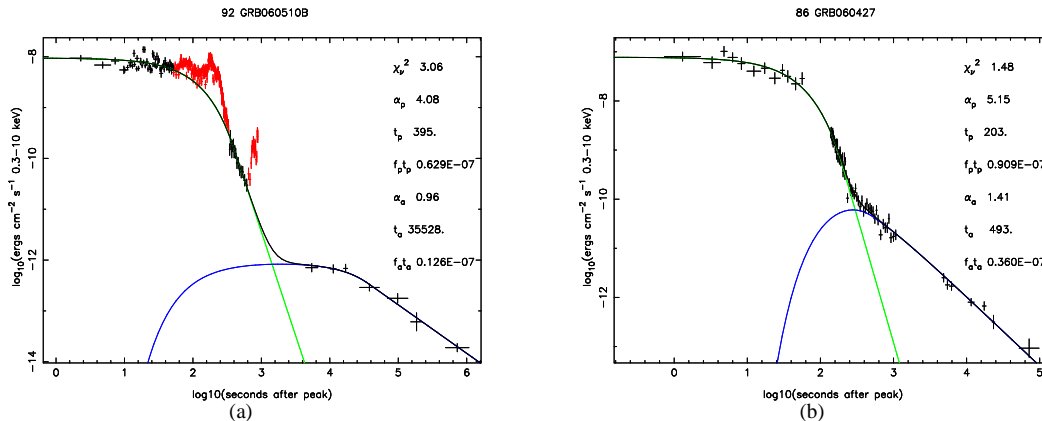 92 GRB060510B
log10(ergs cm−2 s−1 0.3−10 keV)
−8
−10
−12
−14
χν2 3.06
αp 4.08
tp 395.
fptp 0.629E−07
αa 0.96
ta 35528.
fata 0.126E−07
0 1 2 3 4 5 6
log10(seconds after peak)
(a)
86 GRB060427
log10(ergs cm−2 s−1 0.3−10 keV)
−8
−10
−12
χν2 1.48
αp 5.15
tp 203.
fptp 0.909E−07
αa 1.41
ta 493.
fata 0.360E−07
0 1 2 3 4 5
log10(seconds after peak)
(b)